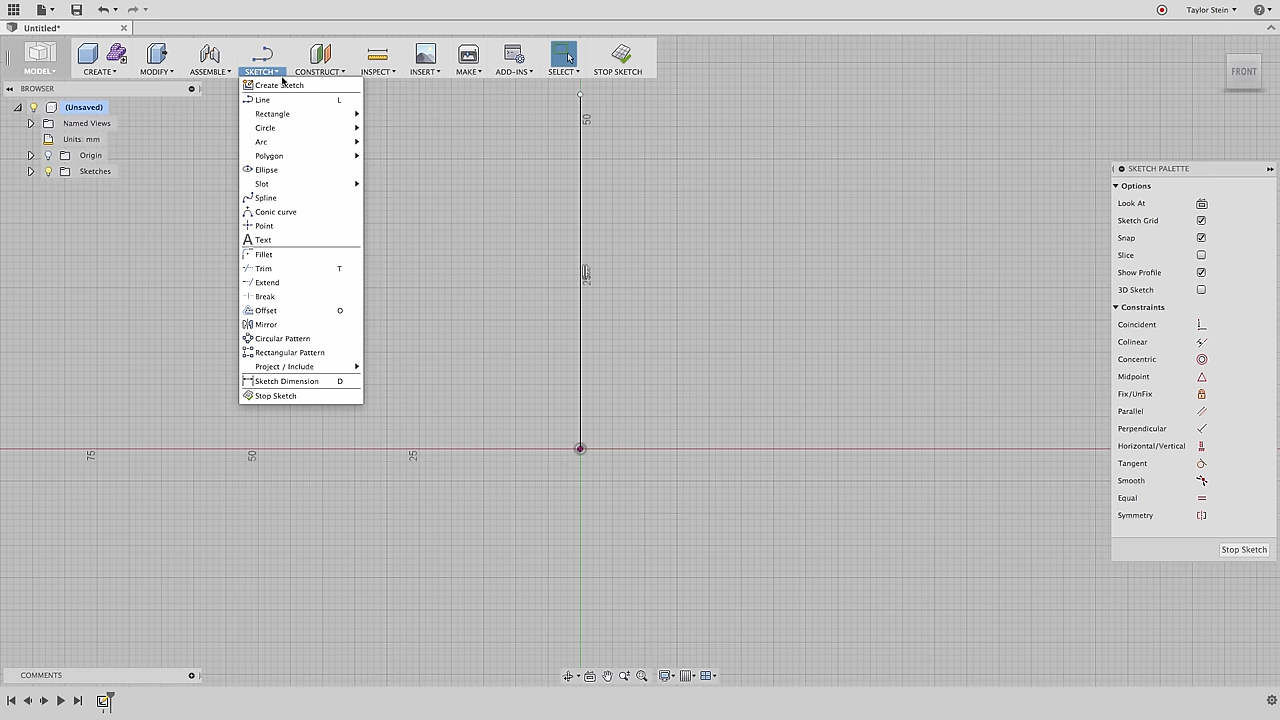 Taylor Stein
Untitled*
MODEL
CREATE
MODIFY
ASSEMBLE
SKETCH
CONSTRUCT
INSPECT
INSERT
MAKE
ADD-INS
SELECT
STOP SKETCH
BROWSER
(Unsaved)
Named Views
Units: mm
Origin
Sketches
Create Sketch
Line L
Rectangle
Circle
Arc
Polygon
Ellipse
Slot
Spline
Conic curve
Point
Text
Fillet
Trim T
Extend
Break
Offset O
Mirror
Circular Pattern
Rectangular Pattern
Project / Include
Sketch Dimension D
Stop Sketch
50
75
50
25
FRONT
SKETCH PALETTE
Options
Look At
Sketch Grid
Snap
Slice
Show Profile
3D Sketch
Constraints
Coincident
Colinear
Concentric
Midpoint
Fix/UnFix
Parallel
Perpendicular
Horizontal/Vertical
Tangent
Smooth
Equal
Symmetry
Stop Sketch
COMMENTS